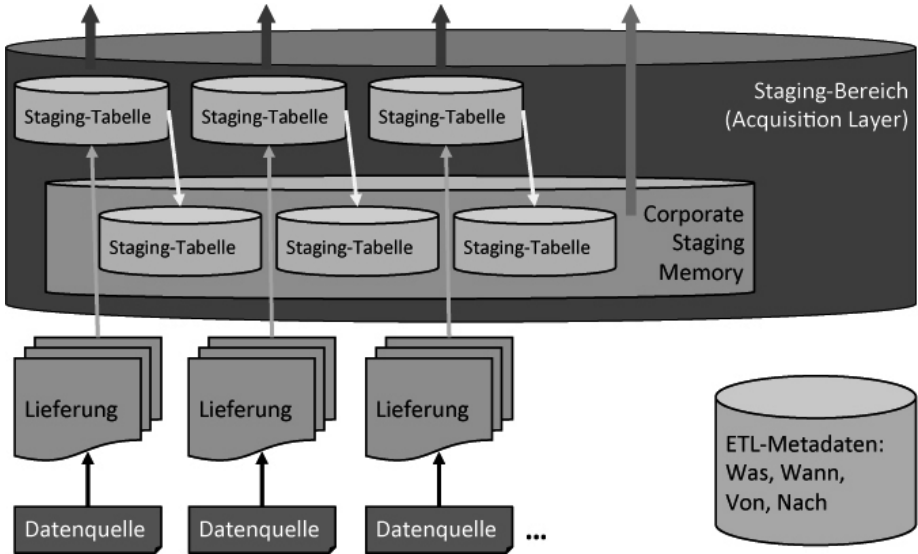 Staging-Tabelle
Staging-Tabelle
Staging-Tabelle
Staging-Bereich
(Acquisition Layer)
Staging-Tabelle
Staging-Tabelle
Staging-Tabelle
Corporate
Staging
Memory
Lieferung
Lieferung
Lieferung
ETL-Metadaten:
Was, Wann,
Von, Nach
Datenquelle
Datenquelle
Datenquelle
...